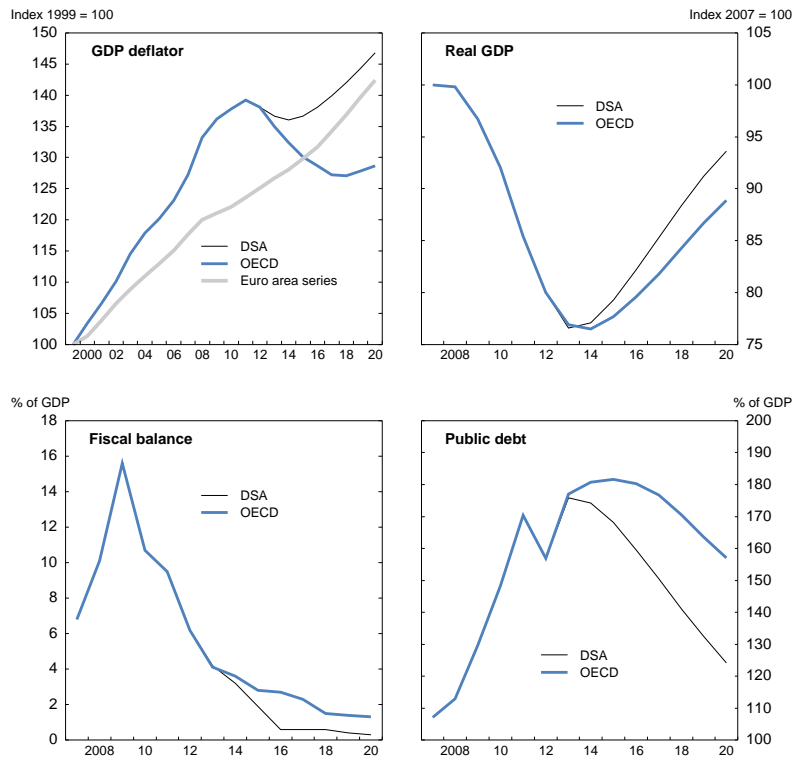 Index 1999 = 100
Index 2007 = 100
GDP deflator
150
145
140
135
130
125
120
115
110
105
100
DSA
OECD
Euro area series
2000 02 04 06 08 10 12 14 16 18 20
Real GDP
105
100
95
90
85
80
75
DSA
OECD
2008 10 12 14 16 18 20
% of GDP
% of GDP
Fiscal balance
18
16
14
12
10
8
6
4
2
0
DSA
OECD
2008 10 12 14 16 18 20
Public debt
200
190
180
170
160
150
140
130
120
110
100
DSA
OECD
2008 10 12 14 16 18 20